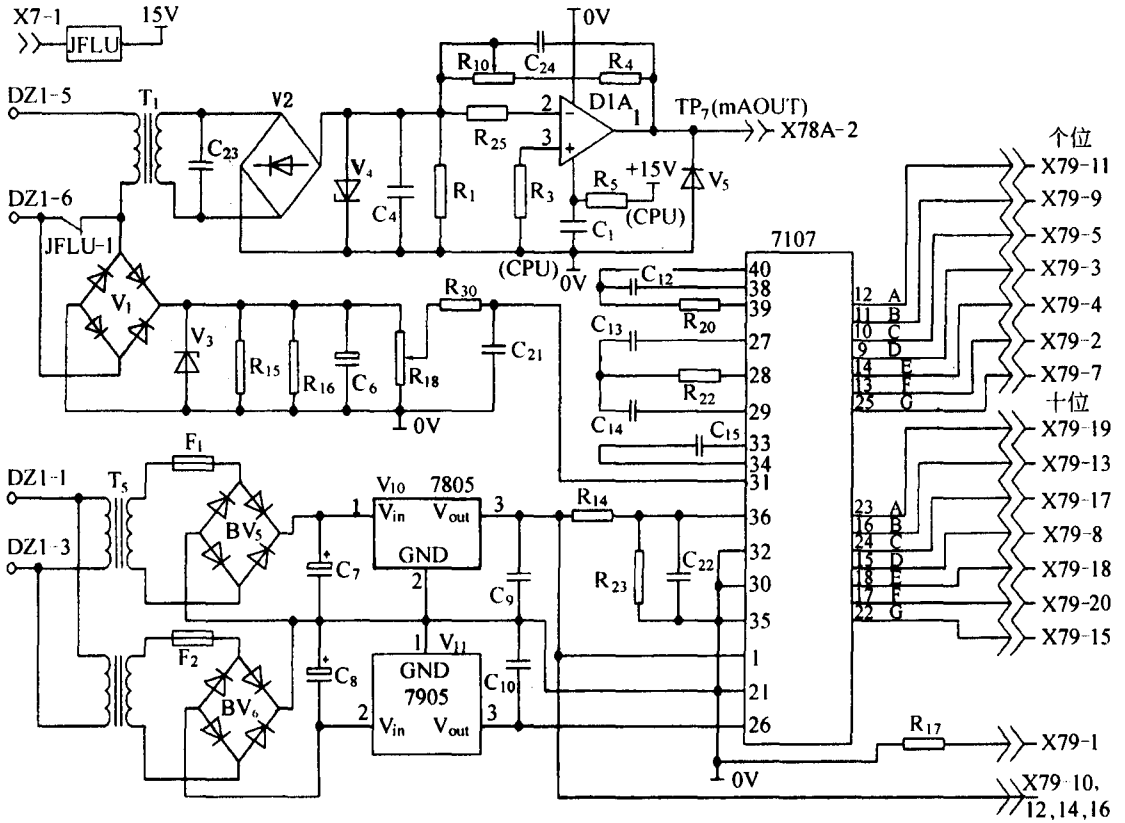 X7-1
15V
JFLU
0V
DZ1-5
T1
V2
C23
V4
C4
R1
R10
C24
R4
R25
2
3
D1A
1
R3
R5
+15V
(CPU)
C1
0V
(CPU)
V5
TP7(mAOUT)
X78A-2
DZ1-6
JFLU-1
V1
V3
R15
R16
C6
R18
0V
R30
C21
7107
40
C12
38
39
R20
C13
27
28
R22
29
C14
C15
33
34
31
36
32
30
35
1
21
26
个位
12 A X79-11
11 B X79-9
10 C X79-5
9 D X79-3
14 E X79-4
13 F X79-2
25 G X79-7
十位
23 A X79-19
16 B X79-13
24 C X79-17
15 D X79-8
18 E X79-18
17 F X79-20
22 G X79-15
DZ1-1
DZ1-3
T5
F1
BV5
F2
BV6
C7
C8
V10 7805
1 Vin Vout 3
GND
2
1 V11
GND
7905
2 Vin Vout 3
C9
C10
R14
R23
C22
0V
R17
X79-1
X79-10,
12,14,16